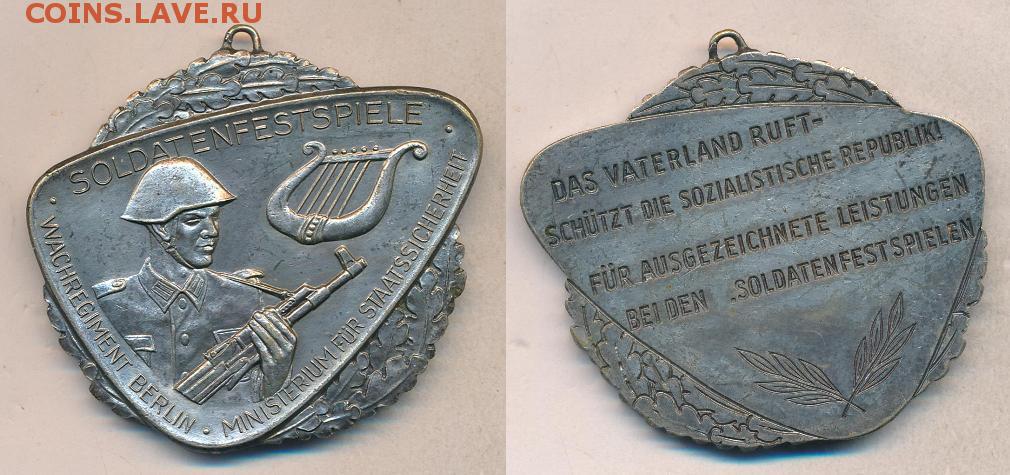 COINS.LAVE.РУ
SOLDATENFESTSPIELE ·
· WACHREGIMENT BERLIN · MINISTERIUM FÜR STAATSSICHERHEIT
DAS VATERLAND RUFT-
SCHÜTZT DIE SOZIALISTISCHE REPUBLIK!
FÜR AUSGEZEICHNETE LEISTUNGEN
BEI DEN „SOLDATENFESTSPIELEN